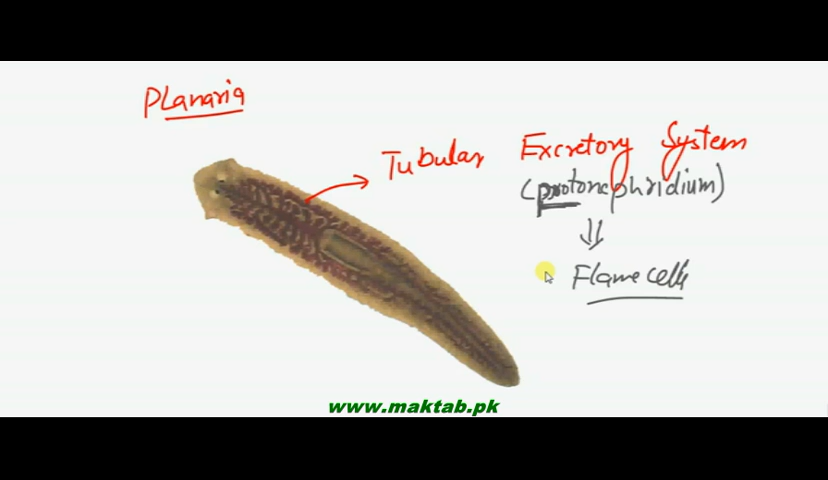 Planaria
Tubular Excretory System
(protonephridium)
Flame cells
www.maktab.pk